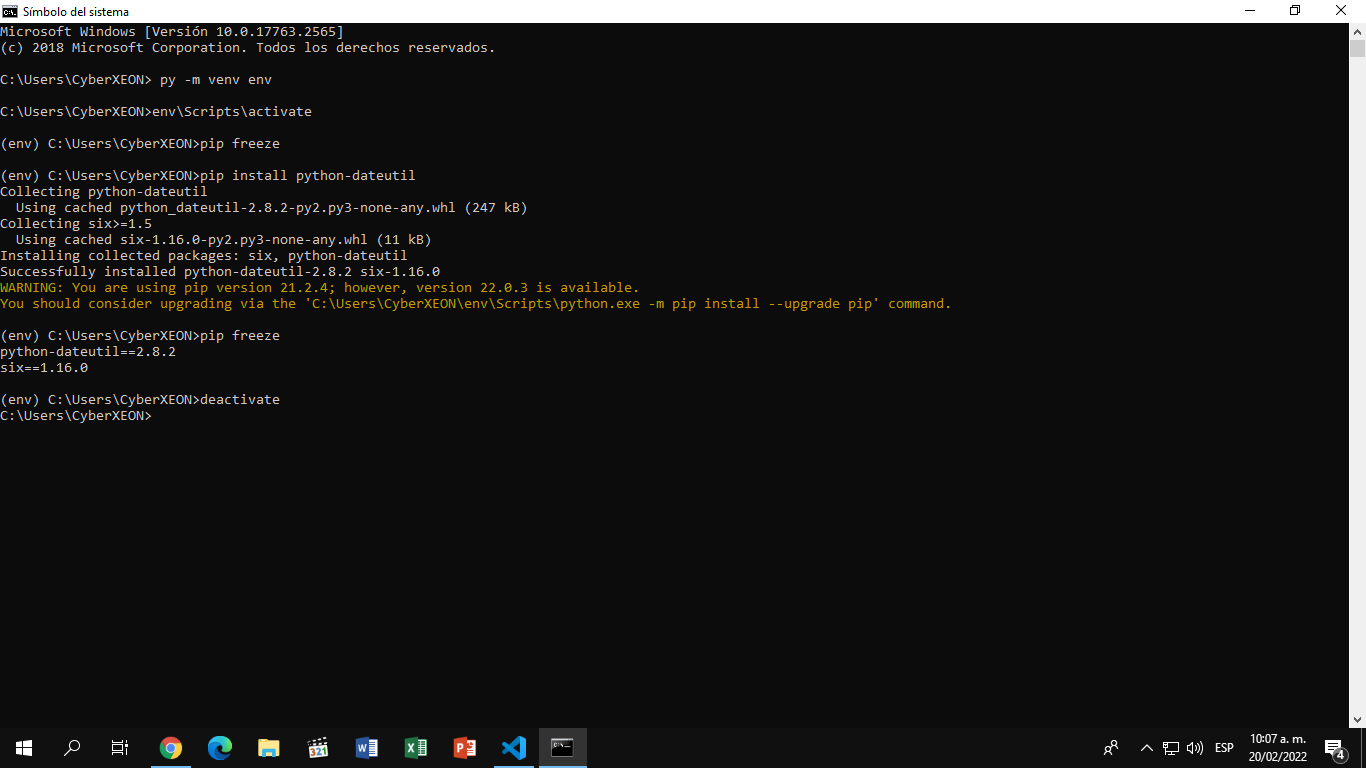 Símbolo del sistema
Microsoft Windows [Versión 10.0.17763.2565]
(c) 2018 Microsoft Corporation. Todos los derechos reservados.
C:\Users\CyberXEON> py -m venv env
C:\Users\CyberXEON>env\Scripts\activate
(env) C:\Users\CyberXEON>pip freeze
(env) C:\Users\CyberXEON>pip install python-dateutil
Collecting python-dateutil
  Using cached python_dateutil-2.8.2-py2.py3-none-any.whl (247 kB)
Collecting six>=1.5
  Using cached six-1.16.0-py2.py3-none-any.whl (11 kB)
Installing collected packages: six, python-dateutil
Successfully installed python-dateutil-2.8.2 six-1.16.0
WARNING: You are using pip version 21.2.4; however, version 22.0.3 is available.
You should consider upgrading via the 'C:\Users\CyberXEON\env\Scripts\python.exe -m pip install --upgrade pip' command.
(env) C:\Users\CyberXEON>pip freeze
python-dateutil==2.8.2
six==1.16.0
(env) C:\Users\CyberXEON>deactivate
C:\Users\CyberXEON>
321
ESP
10:07 a. m.
20/02/2022
4